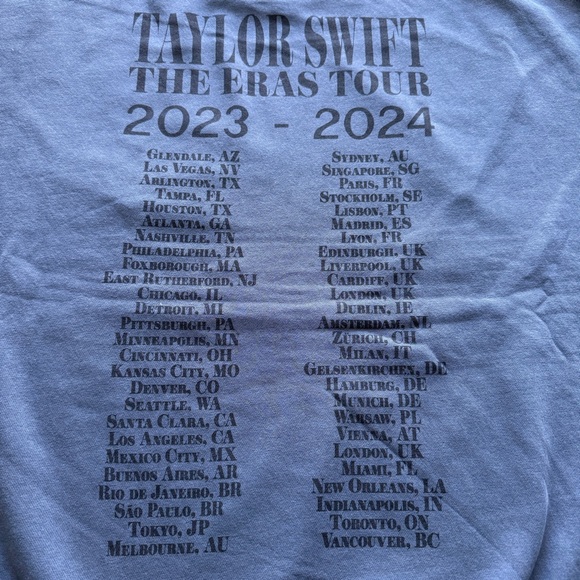 TAYLOR SWIFT
THE ERAS TOUR
2023 - 2024
GLENDALE, AZ
LAS VEGAS, NV
ARLINGTON, TX
TAMPA, FL
HOUSTON, TX
ATLANTA, GA
NASHVILLE, TN
PHILADELPHIA, PA
FOXBOROUGH, MA
EAST RUTHERFORD, NJ
CHICAGO, IL
DETROIT, MI
PITTSBURGH, PA
MINNEAPOLIS, MN
CINCINNATI, OH
KANSAS CITY, MO
DENVER, CO
SEATTLE, WA
SANTA CLARA, CA
LOS ANGELES, CA
MEXICO CITY, MX
BUENOS AIRES, AR
RIO DE JANEIRO, BR
SÃO PAULO, BR
TOKYO, JP
MELBOURNE, AU
SYDNEY, AU
SINGAPORE, SG
PARIS, FR
STOCKHOLM, SE
LISBON, PT
MADRID, ES
LYON, FR
EDINBURGH, UK
LIVERPOOL, UK
CARDIFF, UK
LONDON, UK
DUBLIN, IE
AMSTERDAM, NL
ZÜRICH, CH
MILAN, IT
GELSENKIRCHEN, DE
HAMBURG, DE
MUNICH, DE
WARSAW, PL
VIENNA, AT
LONDON, UK
MIAMI, FL
NEW ORLEANS, LA
INDIANAPOLIS, IN
TORONTO, ON
VANCOUVER, BC